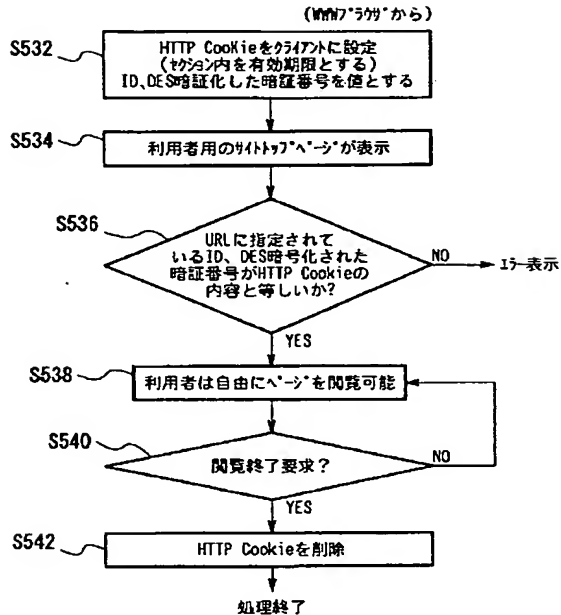 (WWWﾌﾞﾗｳｻﾞから)
S532
HTTP CooKieをｸﾗｲｱﾝﾄに設定
(ｾｸｼｮﾝ内を有効期限とする)
ID、DES暗証化した暗証番号を値とする
S534
利用者用のｻｲﾄﾄｯﾌﾟﾍﾟｰｼﾞが表示
S536
URLに指定されて
いるID、DES暗号化された
暗証番号がHTTP Cookieの
内容と等しいか?
NO
ｴﾗｰ表示
YES
S538
利用者は自由にﾍﾟｰｼﾞを閲覧可能
S540
閲覧終了要求?
NO
YES
S542
HTTP Cookieを削除
処理終了